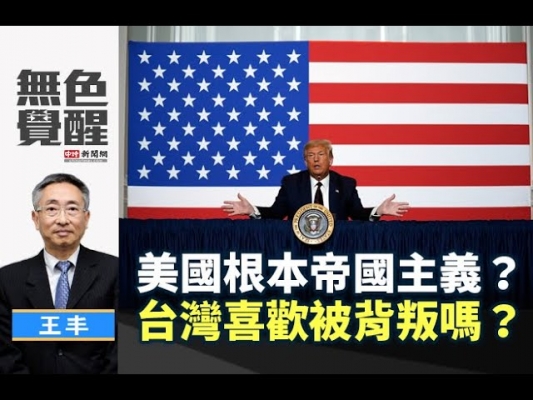 無色
覺醒
中時 新聞網
王丰
美國根本帝國主義？
台灣喜歡被背叛嗎？